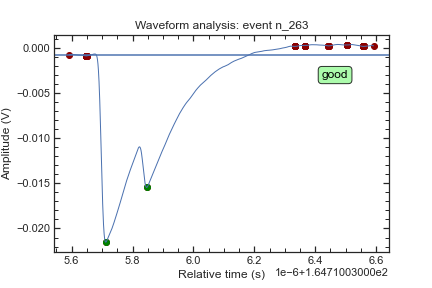 Waveform analysis: event n_263
Amplitude (V)
0.000
−0.005
−0.010
−0.015
−0.020
good
5.6 5.8 6.0 6.2 6.4 6.6
1e−6+1.6471003000e2
Relative time (s)